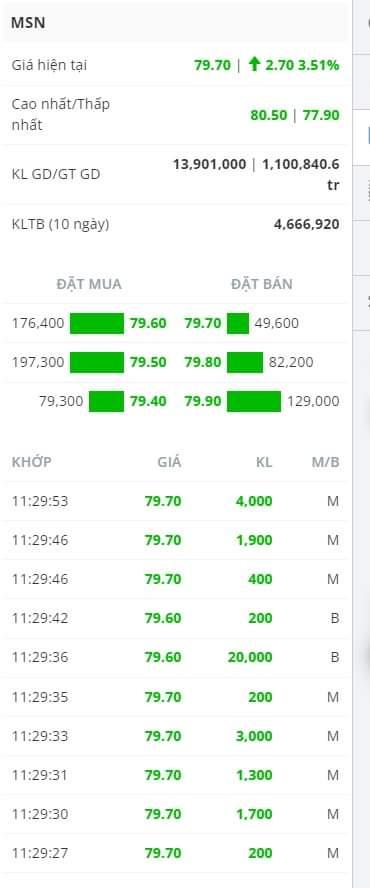 MSN
Giá hiện tại 79.70 | ↑ 2.70 3.51%
Cao nhất/Thấp
nhất 80.50 | 77.90
KL GD/GT GD 13,901,000 | 1,100,840.6
tr
KLTB (10 ngày) 4,666,920
ĐẶT MUA ĐẶT BÁN
176,400 79.60 79.70 49,600
197,300 79.50 79.80 82,200
79,300 79.40 79.90 129,000
KHỚP GIÁ KL M/B
11:29:53 79.70 4,000 M
11:29:46 79.70 1,900 M
11:29:46 79.70 400 M
11:29:42 79.60 200 B
11:29:36 79.60 20,000 B
11:29:35 79.70 200 M
11:29:33 79.70 3,000 M
11:29:31 79.70 1,300 M
11:29:30 79.70 1,700 M
11:29:27 79.70 200 M